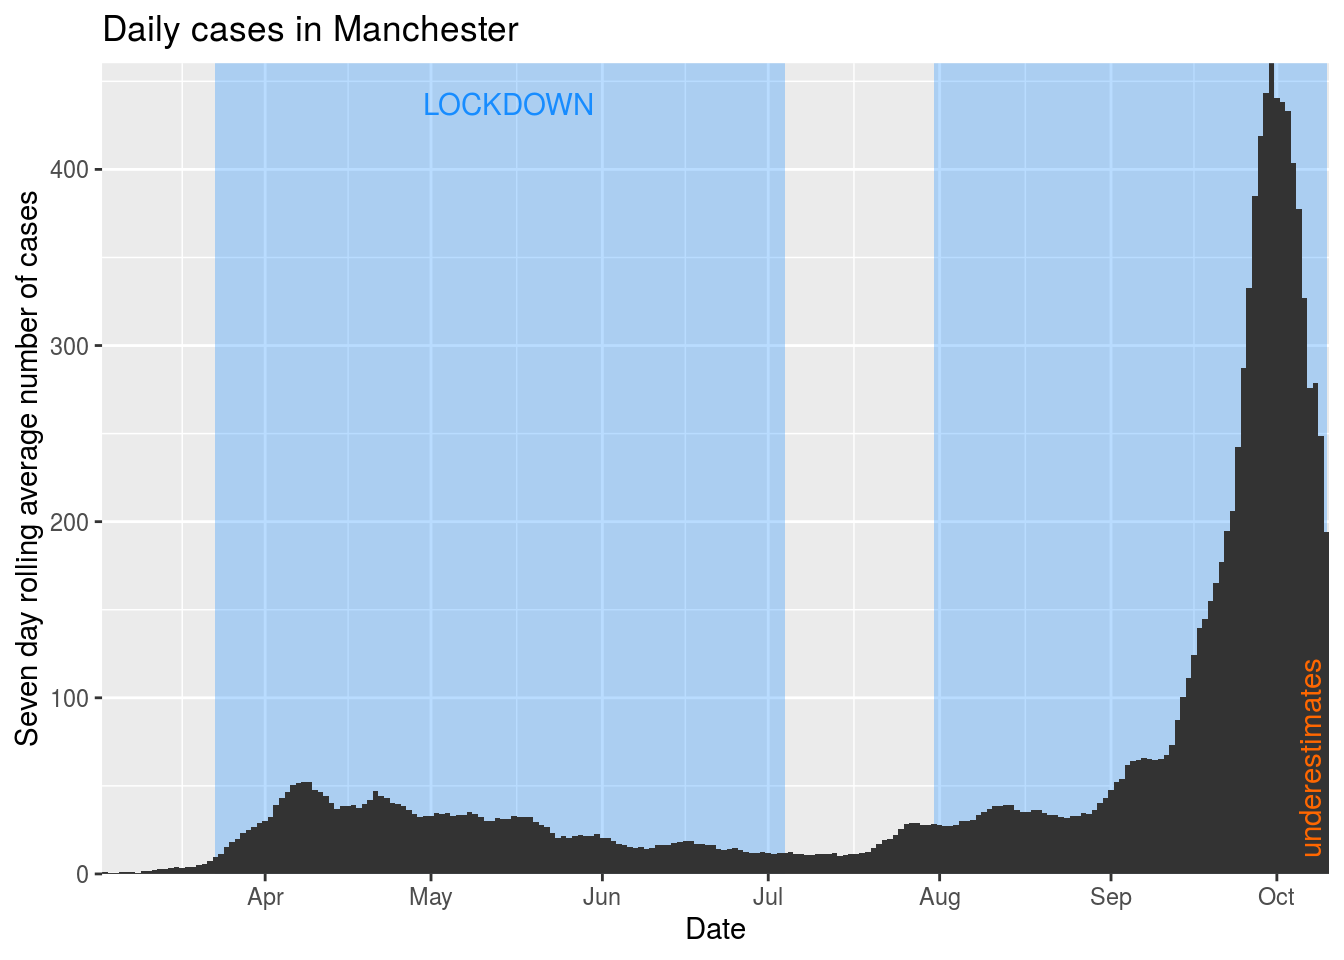 Daily cases in Manchester
LOCKDOWN
Seven day rolling average number of cases
400
300
200
100
0
underestimates
Apr
May
Jun
Jul
Aug
Sep
Oct
Date